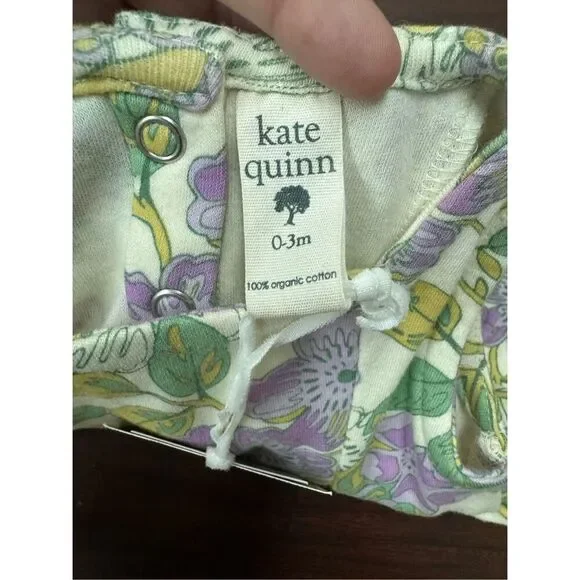 kate
quinn
0-3m
100% organic cotton